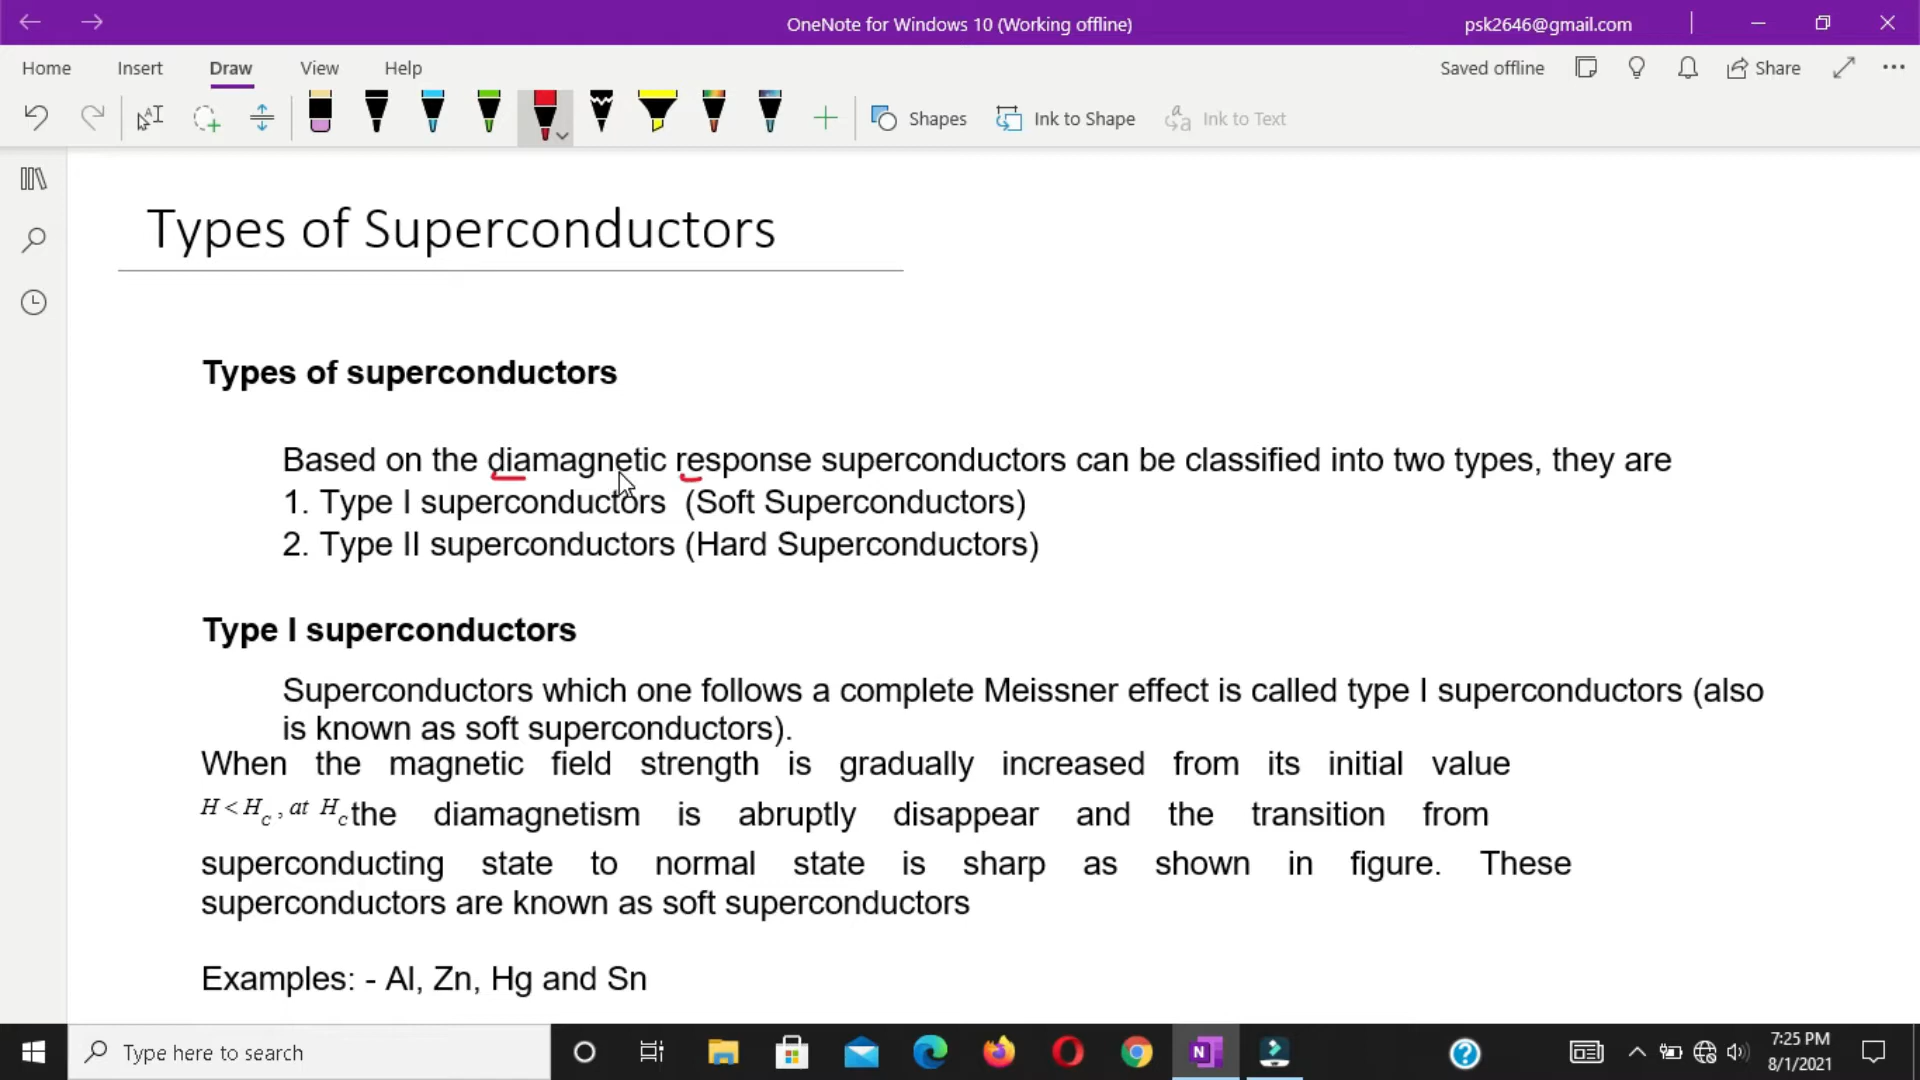 OneNote for Windows 10 (Working offline)
psk2646@gmail.com
Home Insert Draw View Help
Saved offline
Share
Shapes
Ink to Shape
Ink to Text
Types of Superconductors
Types of superconductors
Based on the diamagnetic response superconductors can be classified into two types, they are
1. Type I superconductors (Soft Superconductors)
2. Type II superconductors (Hard Superconductors)
Type I superconductors
Superconductors which one follows a complete Meissner effect is called type I superconductors (also
is known as soft superconductors).
When the magnetic field strength is gradually increased from its initial value
H < Hc , at Hc the diamagnetism is abruptly disappear and the transition from
superconducting state to normal state is sharp as shown in figure. These
superconductors are known as soft superconductors
Examples: - Al, Zn, Hg and Sn
Type here to search
7:25 PM
8/1/2021